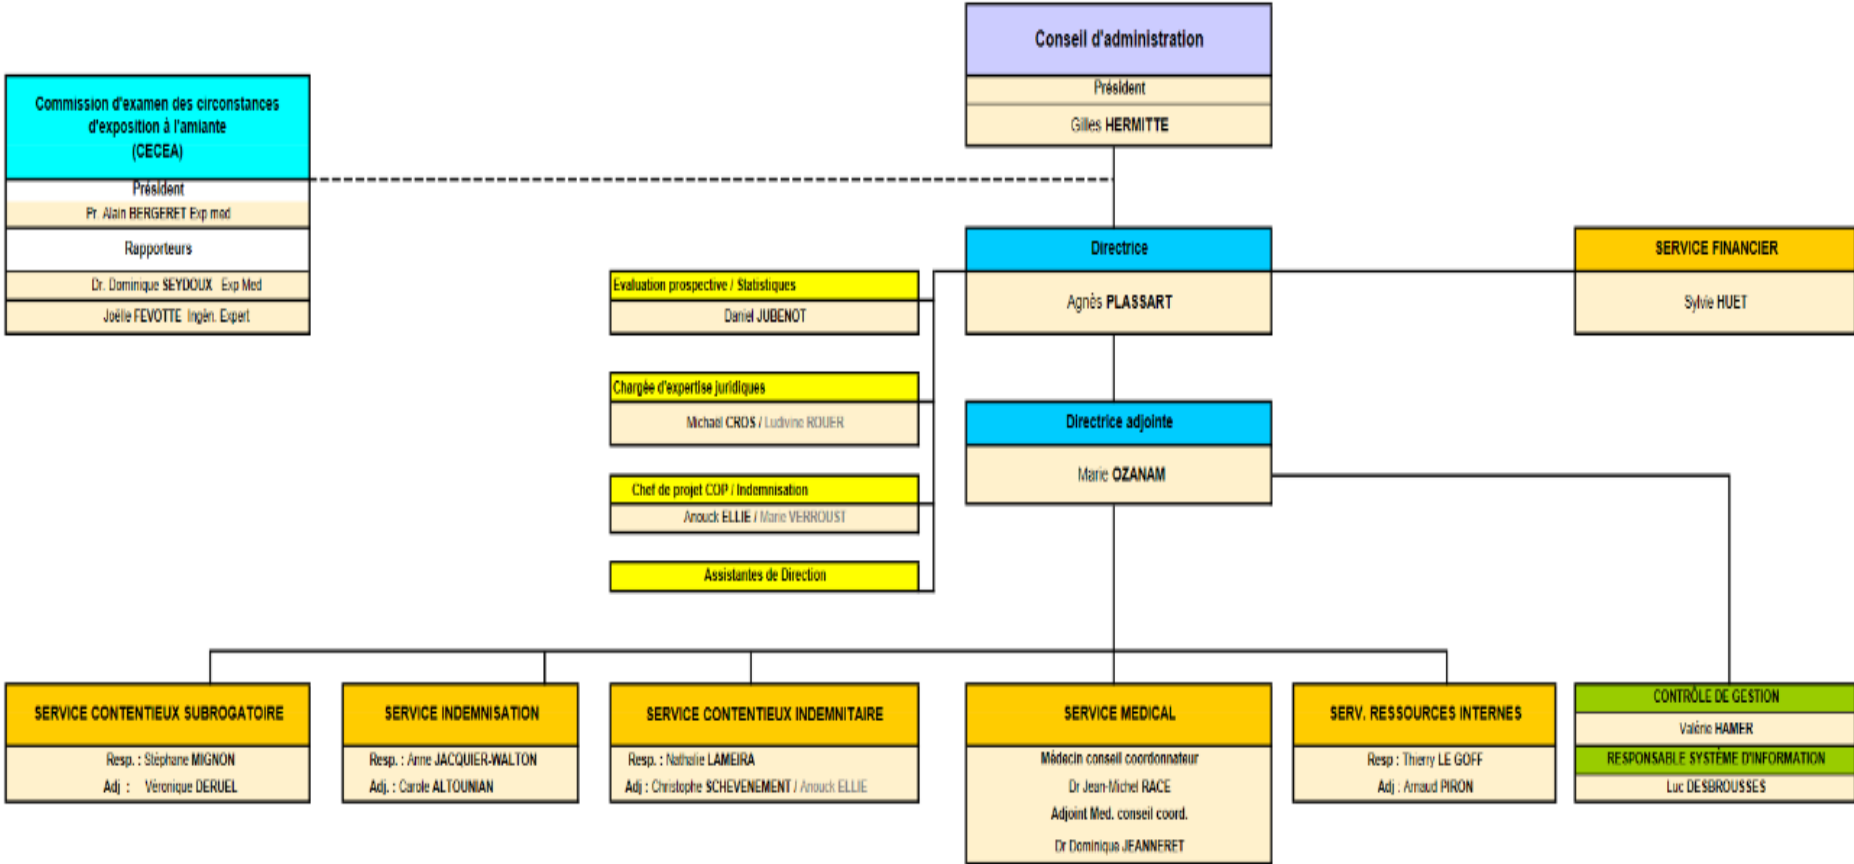 Conseil d'administration
Président
Gilles HERMITTE
Commission d'examen des circonstances
d'exposition à l'amiante
(CECEA)
Président
Pr. Alain BERGERET Exp med
Rapporteurs
Dr. Dominique SEYDOUX Exp Med
Joëlle FEVOTTE Ingén. Expert
Directrice
Agnès PLASSART
SERVICE FINANCIER
Sylvie HUET
Evaluation prospective / Statistiques
Daniel JUBENOT
Chargée d'expertise juridiques
Michaël CROS / Ludivine ROUER
Chef de projet COP / Indemnisation
Anouck ELLIE / Marie VERROUST
Assistantes de Direction
Directrice adjointe
Marie OZANAM
SERVICE CONTENTIEUX SUBROGATOIRE
Resp. : Stéphane MIGNON
Adj : Véronique DERUEL
SERVICE INDEMNISATION
Resp. : Anne JACQUIER-WALTON
Adj. : Carole ALTOUNIAN
SERVICE CONTENTIEUX INDEMNITAIRE
Resp. : Nathalie LAMEIRA
Adj : Christophe SCHEVENEMENT / Anouck ELLIE
SERVICE MEDICAL
Médecin conseil coordonnateur
Dr Jean-Michel RACE
Adjoint Med. conseil coord.
Dr Dominique JEANNERET
SERV. RESSOURCES INTERNES
Resp : Thierry LE GOFF
Adj : Arnaud PIRON
CONTRÔLE DE GESTION
Valérie HAMER
RESPONSABLE SYSTÈME D'INFORMATION
Luc DESBROUSSES